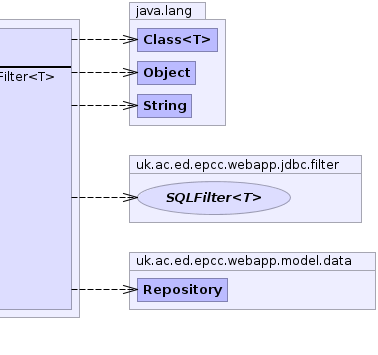 java.lang
Class<T>
Object
Filter<T>
String
uk.ac.ed.epcc.webapp.jdbc.filter
SQLFilter<T>
uk.ac.ed.epcc.webapp.model.data
Repository